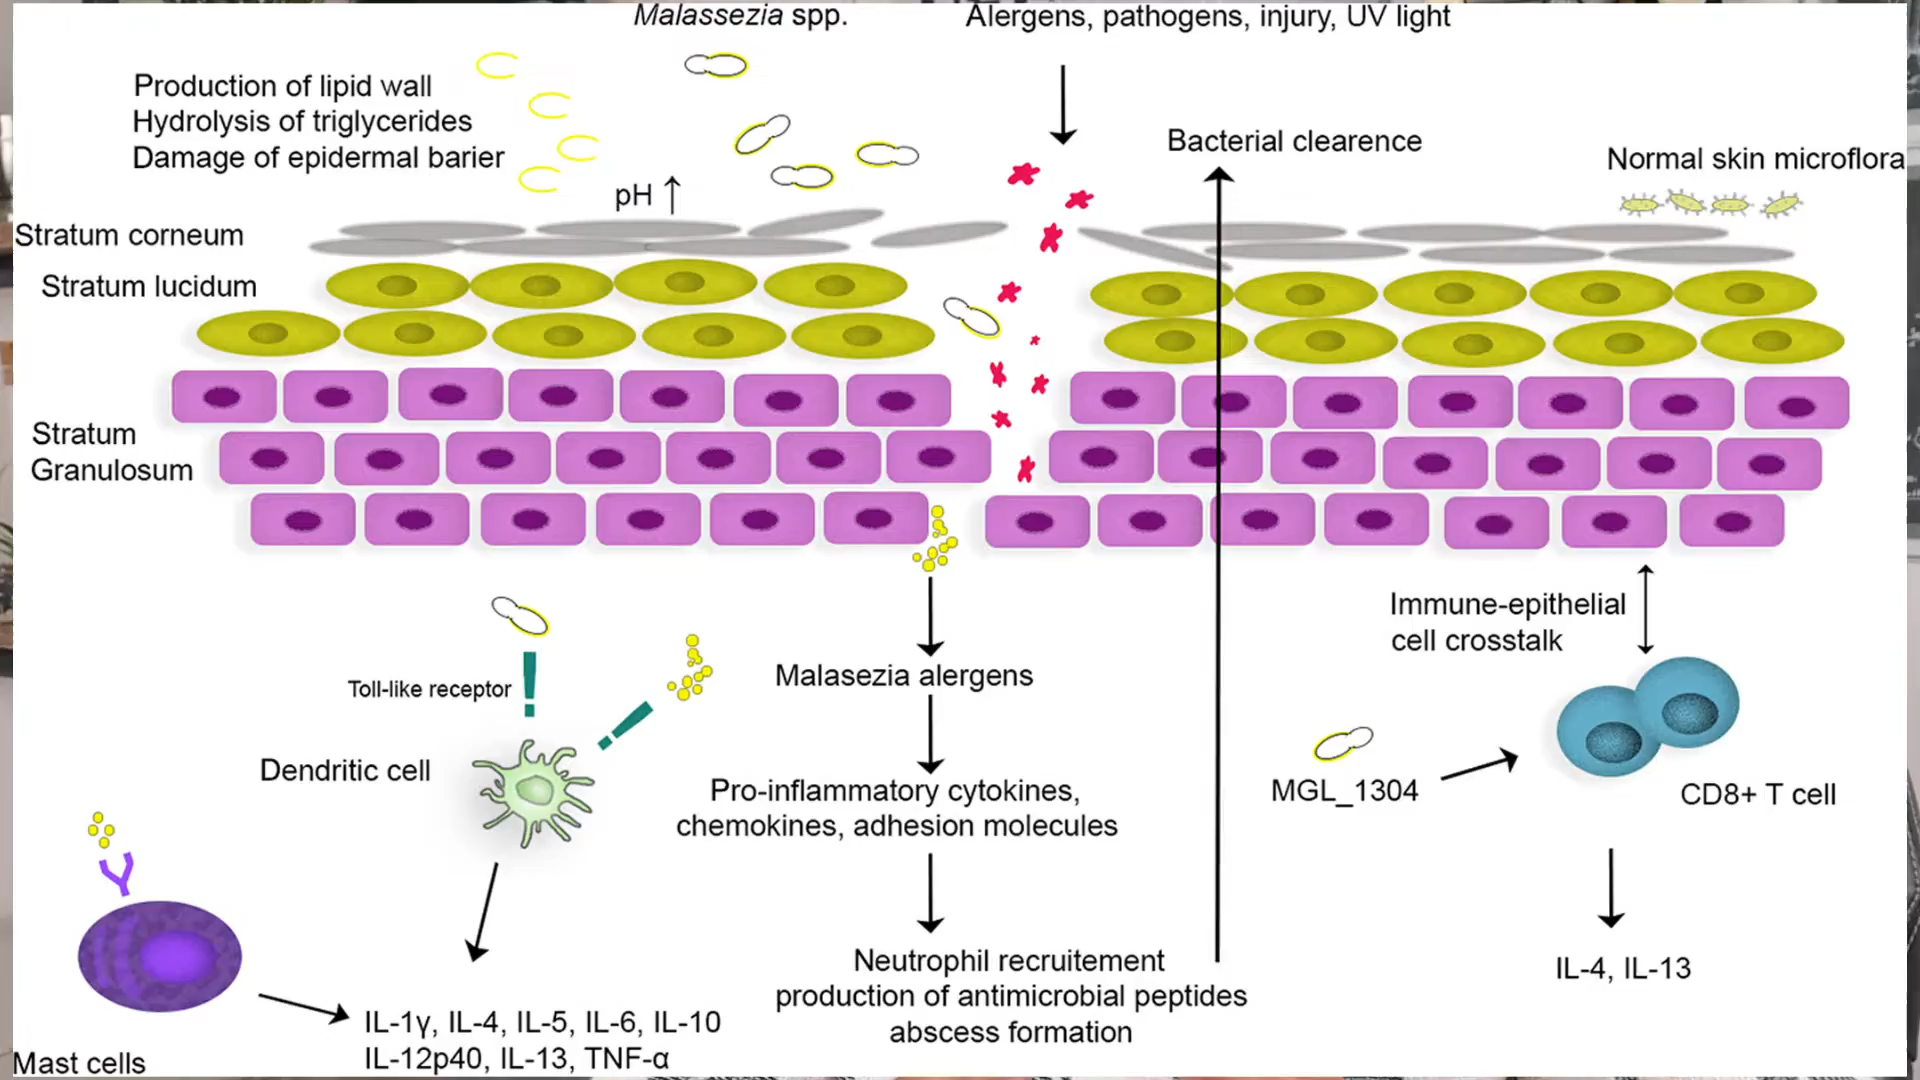 Malassezia spp.
Alergens, pathogens, injury, UV light
Production of lipid wall
Hydrolysis of triglycerides
Damage of epidermal barier
pH ↑
Bacterial clearence
Normal skin microflora
Stratum corneum
Stratum lucidum
Stratum
Granulosum
Toll-like receptor
Dendritic cell
Malasezia alergens
Pro-inflammatory cytokines,
chemokines, adhesion molecules
Neutrophil recruitement
production of antimicrobial peptides
abscess formation
Immune-epithelial
cell crosstalk
MGL_1304
CD8+ T cell
IL-4, IL-13
Mast cells
IL-1γ, IL-4, IL-5, IL-6, IL-10
IL-12p40, IL-13, TNF-α